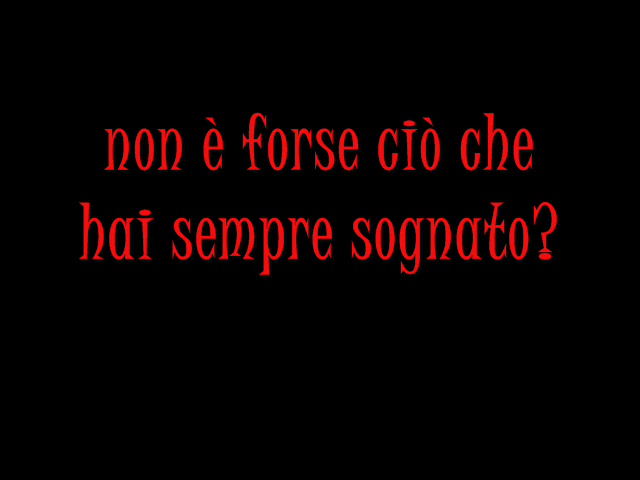 non è forse ciò che
hai sempre sognato?